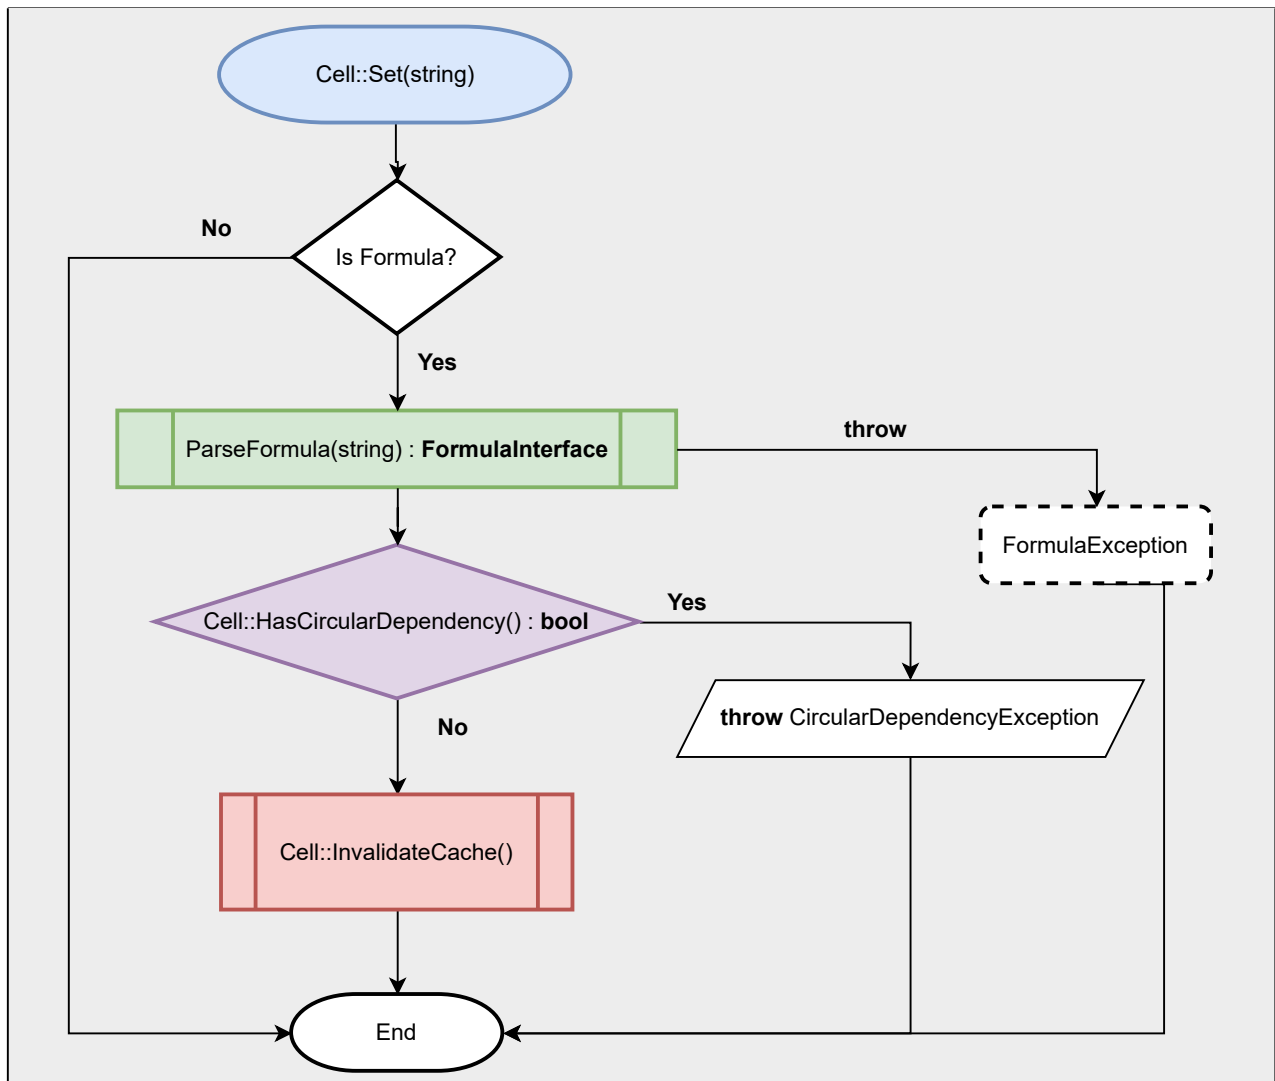 Cell::Set(string)
No
Is Formula?
Yes
ParseFormula(string) : FormulaInterface
throw
FormulaException
Cell::HasCircularDependency() : bool
Yes
throw CircularDependencyException
No
Cell::InvalidateCache()
End